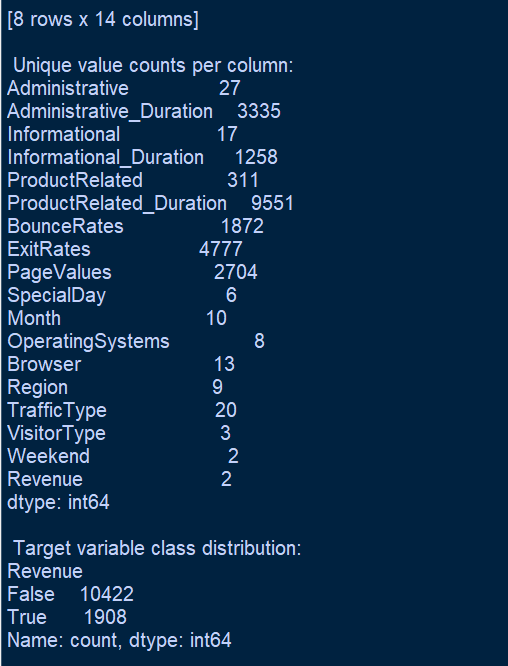 [8 rows x 14 columns]
Unique value counts per column:
Administrative 27
Administrative_Duration 3335
Informational 17
Informational_Duration 1258
ProductRelated 311
ProductRelated_Duration 9551
BounceRates 1872
ExitRates 4777
PageValues 2704
SpecialDay 6
Month 10
OperatingSystems 8
Browser 13
Region 9
TrafficType 20
VisitorType 3
Weekend 2
Revenue 2
dtype: int64
Target variable class distribution:
Revenue
False 10422
True 1908
Name: count, dtype: int64